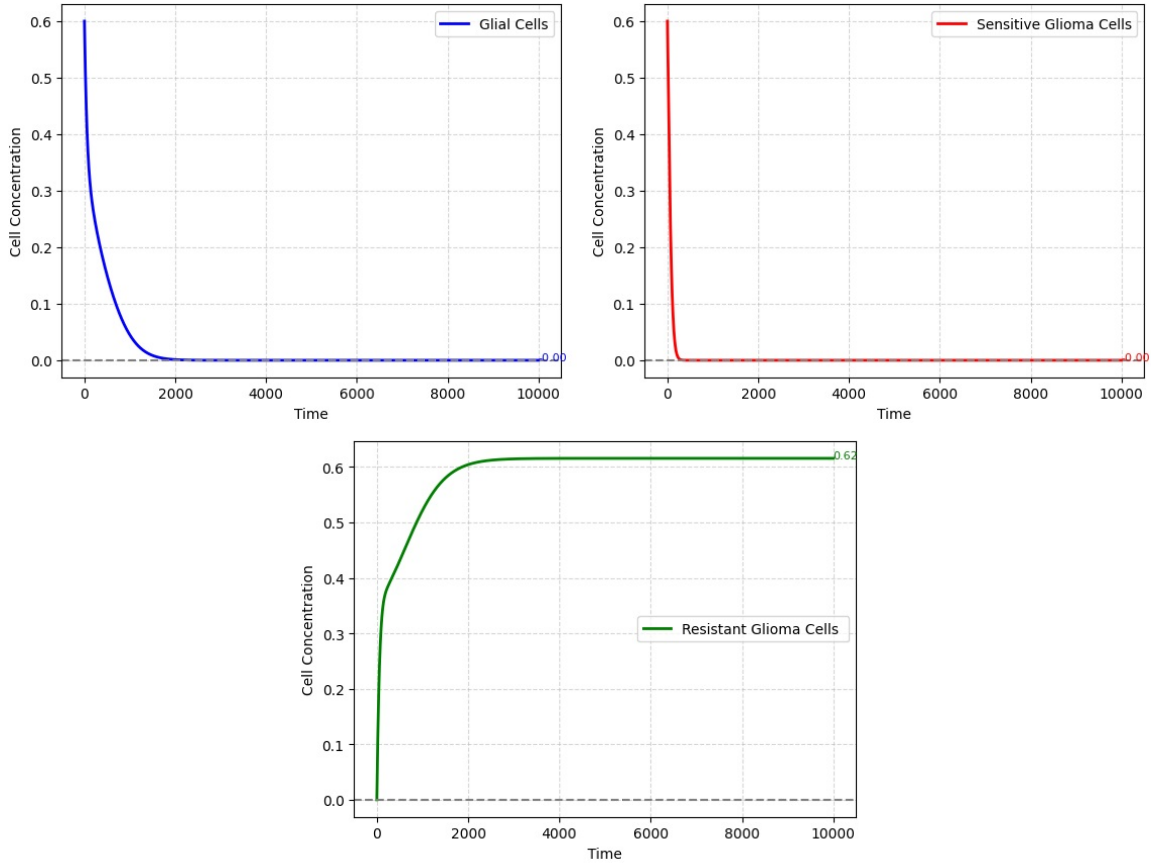 Glial Cells
Cell Concentration
0.6
0.5
0.4
0.3
0.2
0.1
0.0
0.00
0 2000 4000 6000 8000 10000
Time
Sensitive Glioma Cells
Cell Concentration
0.6
0.5
0.4
0.3
0.2
0.1
0.0
0.00
0 2000 4000 6000 8000 10000
Time
Resistant Glioma Cells
Cell Concentration
0.6
0.5
0.4
0.3
0.2
0.1
0.0
0.62
0 2000 4000 6000 8000 10000
Time